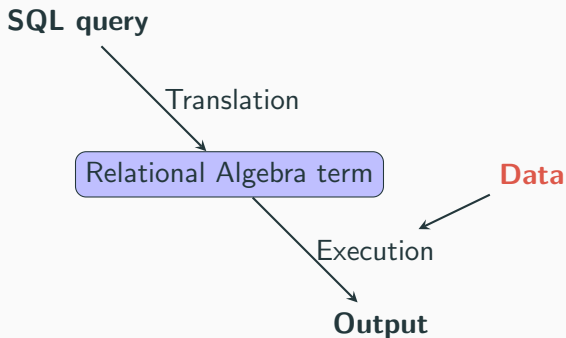 SQL query
Translation
Relational Algebra term
Data
Execution
Output